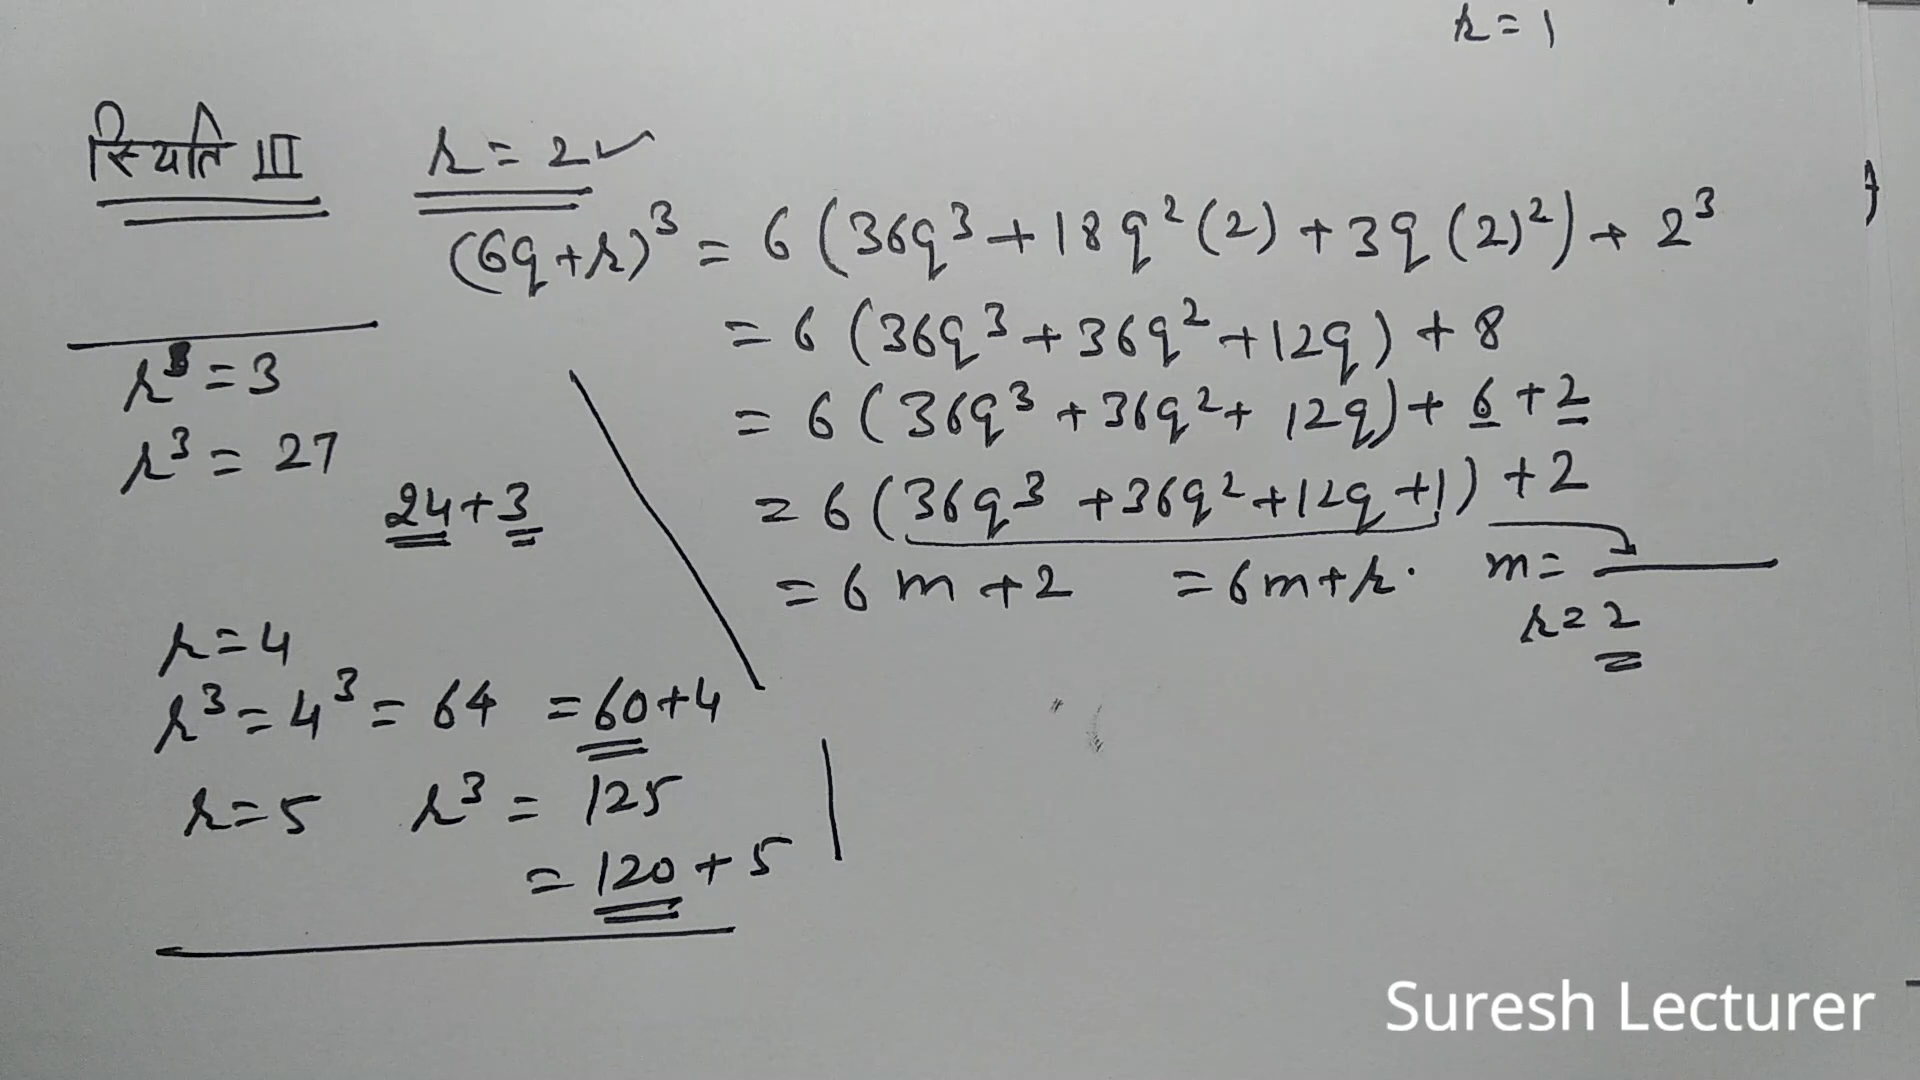 r = 1
स्थिति III r = 2 ✓
(6q+r)³ = 6 (36q³ + 18q²(2) + 3q(2)²) + 2³
= 6 (36q³ + 36q² + 12q) + 8
= 6 (36q³ + 36q² + 12q) + 6 + 2
= 6 (36q³ + 36q² + 12q + 1) + 2
= 6m + 2 = 6m + r. m =
r = 2
r = 3
r³ = 27
24 + 3
r = 4
r³ = 4³ = 64 = 60 + 4
r = 5 r³ = 125
= 120 + 5
Suresh Lecturer